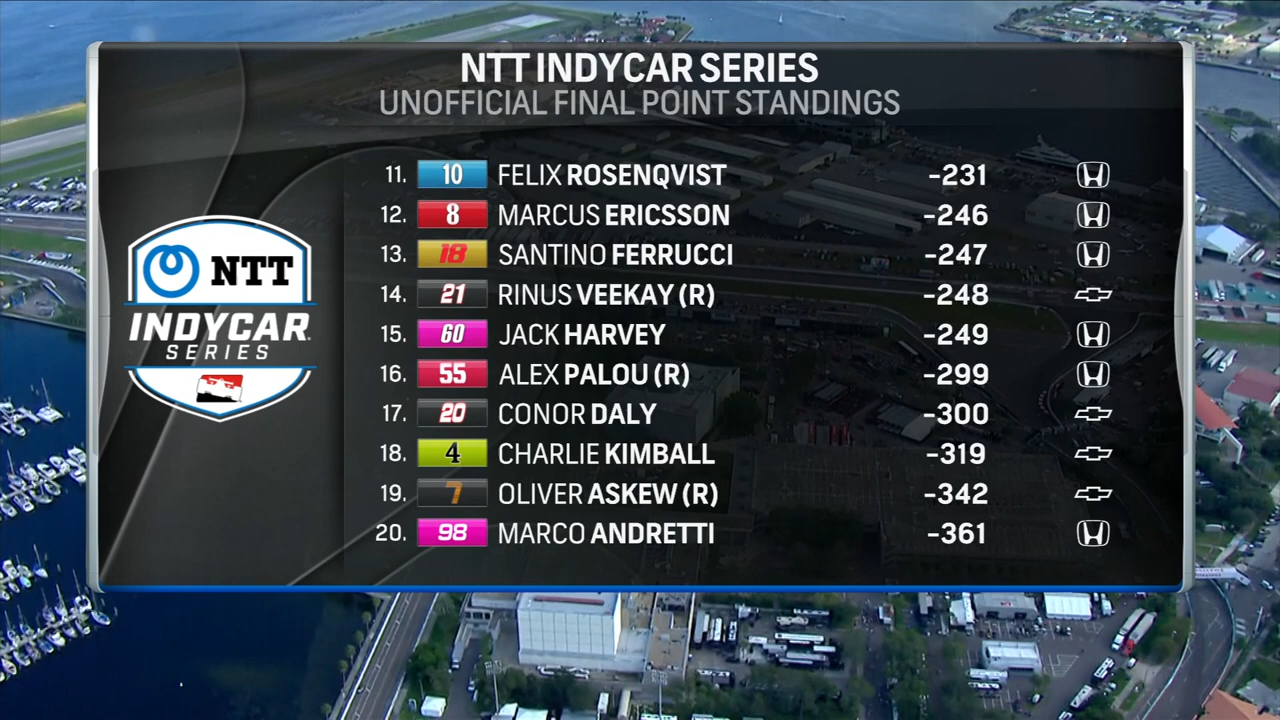 NTT INDYCAR SERIES
UNOFFICIAL FINAL POINT STANDINGS
NTT
INDYCAR
SERIES
11. 10 FELIX ROSENQVIST -231
12. 8 MARCUS ERICSSON -246
13. 18 SANTINO FERRUCCI -247
14. 21 RINUS VEEKAY (R) -248
15. 60 JACK HARVEY -249
16. 55 ALEX PALOU (R) -299
17. 20 CONOR DALY -300
18. 4 CHARLIE KIMBALL -319
19. 7 OLIVER ASKEW (R) -342
20. 98 MARCO ANDRETTI -361